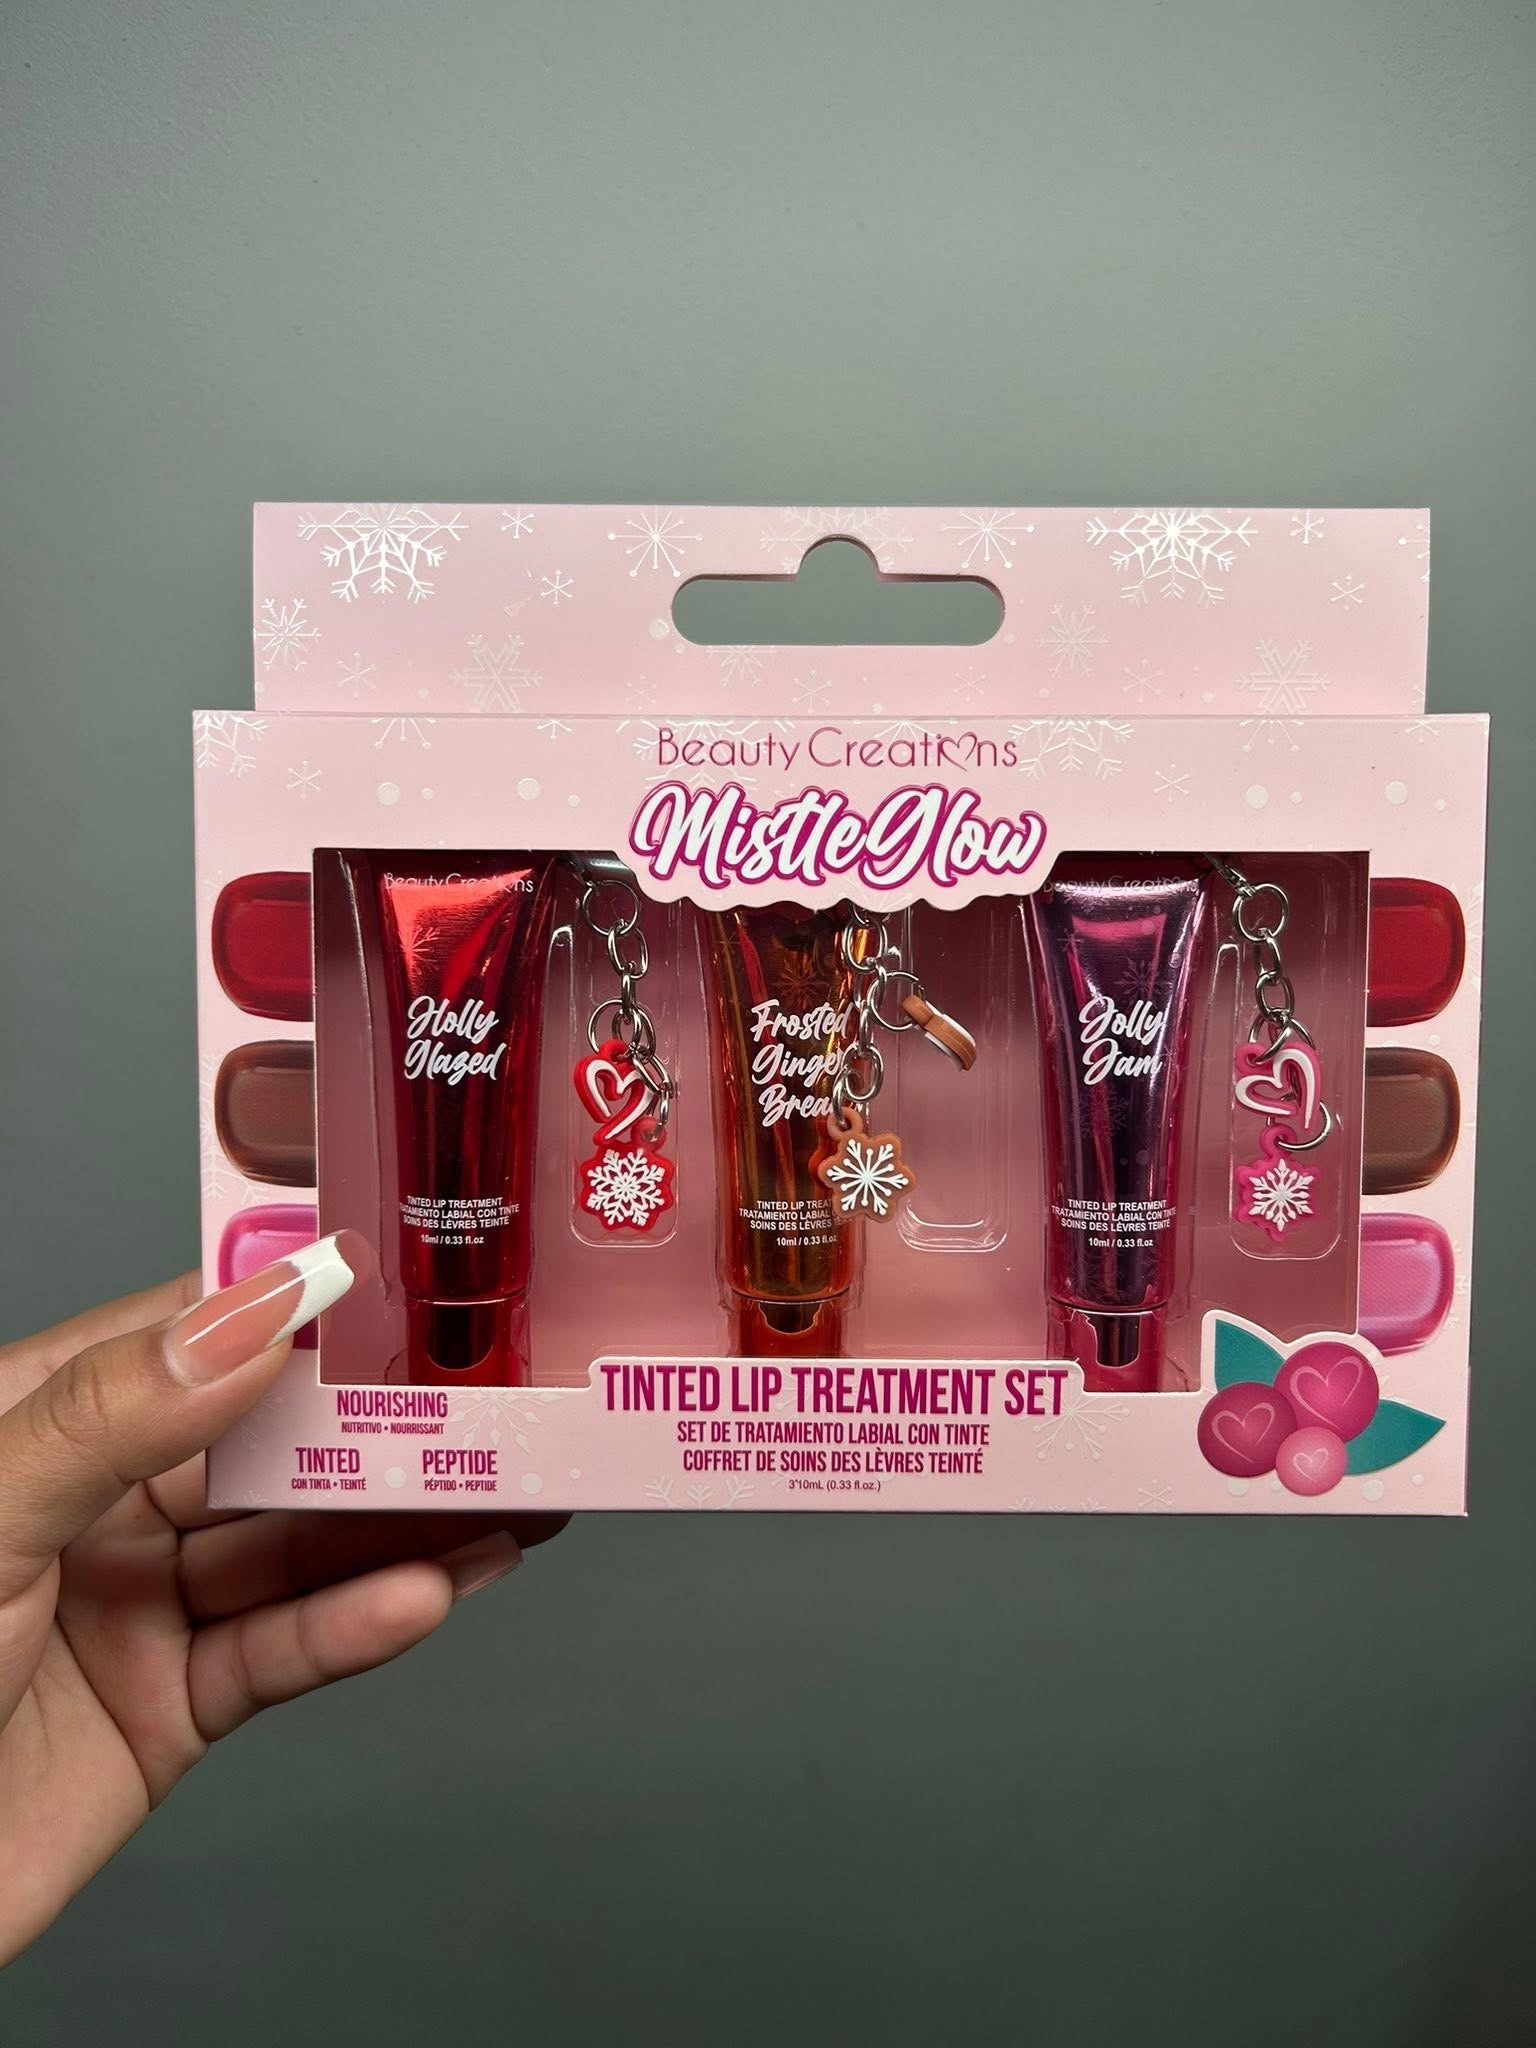 Beauty Creations
MistleGlow
Beauty Creations
Holly
Glazed
TINTED LIP TREATMENT
TRATAMIENTO LABIAL CON TINTE
SOINS DES LÈVRES TEINTÉ
10ml / 0.33 fl.oz
Frosted
Ginger
TINTED LIP
TRATAMIENTO LABIAL
SOINS DES LÈVRES
10ml / 0.33 fl.oz
Beauty Creations
Jolly
Jam
TINTED LIP TREATMENT
TRATAMIENTO LABIAL CON TINTE
SOINS DES LÈVRES TEINTÉ
10ml / 0.33 fl.oz
NOURISHING
NUTRITIVO • NOURRISSANT
TINTED
CON TINTA • TEINTÉ
PEPTIDE
PÉPTIDO • PEPTIDE
TINTED LIP TREATMENT SET
SET DE TRATAMIENTO LABIAL CON TINTE
COFFRET DE SOINS DES LÈVRES TEINTÉ
3*10mL (0.33 fl.oz.)